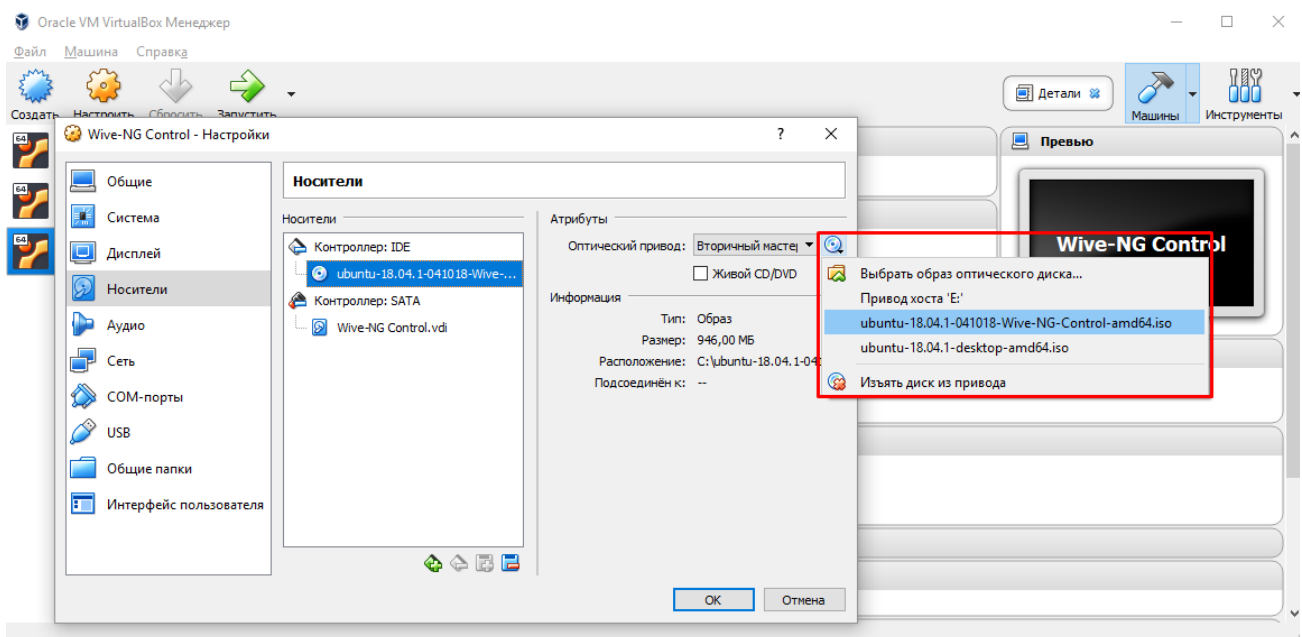 Oracle VM VirtualBox Менеджер
Файл Машина Справка
Создать Настроить Сбросить Запустить
Детали
Машины
Инструменты
64
64
64
Wive-NG Control - Настройки
?
Общие
Система
Дисплей
Носители
Аудио
Сеть
COM-порты
USB
Общие папки
Интерфейс пользователя
Носители
Носители
Контроллер: IDE
ubuntu-18.04.1-041018-Wive-...
Контроллер: SATA
Wive-NG Control.vdi
Атрибуты
Оптический привод: Вторичный мастер
Живой CD/DVD
Информация
Тип: Образ
Размер: 946,00 МБ
Расположение: C:\ubuntu-18.04.1-041
Подсоединён к: --
OK Отмена
Превью
Wive-NG Control
Выбрать образ оптического диска...
Привод хоста 'E:'
ubuntu-18.04.1-041018-Wive-NG-Control-amd64.iso
ubuntu-18.04.1-desktop-amd64.iso
Изъять диск из привода